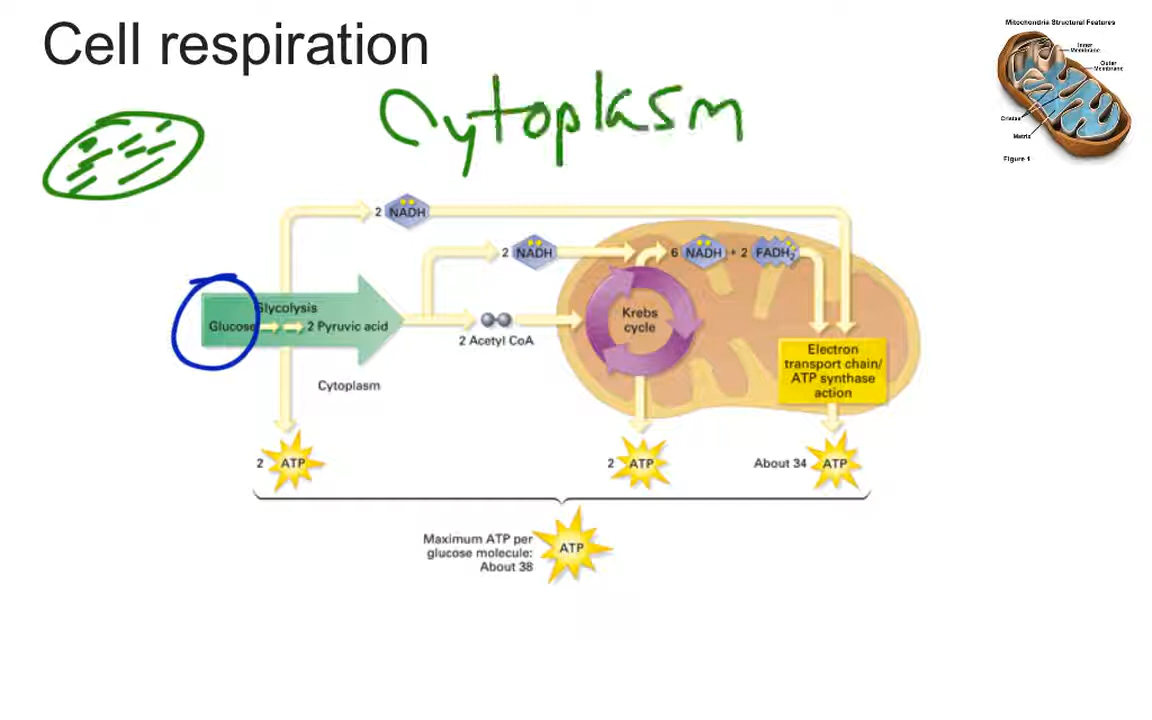 Cell respiration
Mitochondria Structural Features
Inner
Membrane
Outer
Membrane
Cristae
Matrix
Figure 1
Cytoplasm
2 NADH
2 NADH
6 NADH + 2 FADH2
Glycolysis
Glucose
2 Pyruvic acid
2 Acetyl CoA
Krebs
cycle
Electron
transport chain/
ATP synthase
action
Cytoplasm
2 ATP
2 ATP
About 34 ATP
Maximum ATP per
glucose molecule:
About 38
ATP